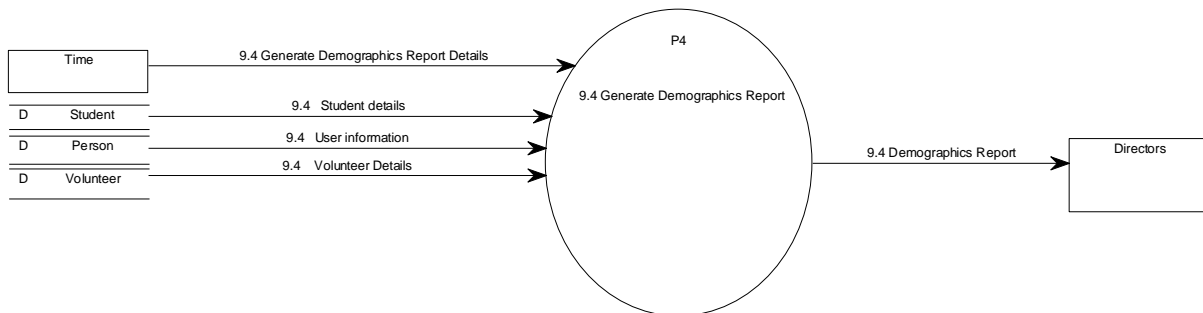 P4
Time
9.4 Generate Demographics Report Details
9.4 Generate Demographics Report
D Student
9.4 Student details
D Person
9.4 User information
D Volunteer
9.4 Volunteer Details
9.4 Demographics Report
Directors